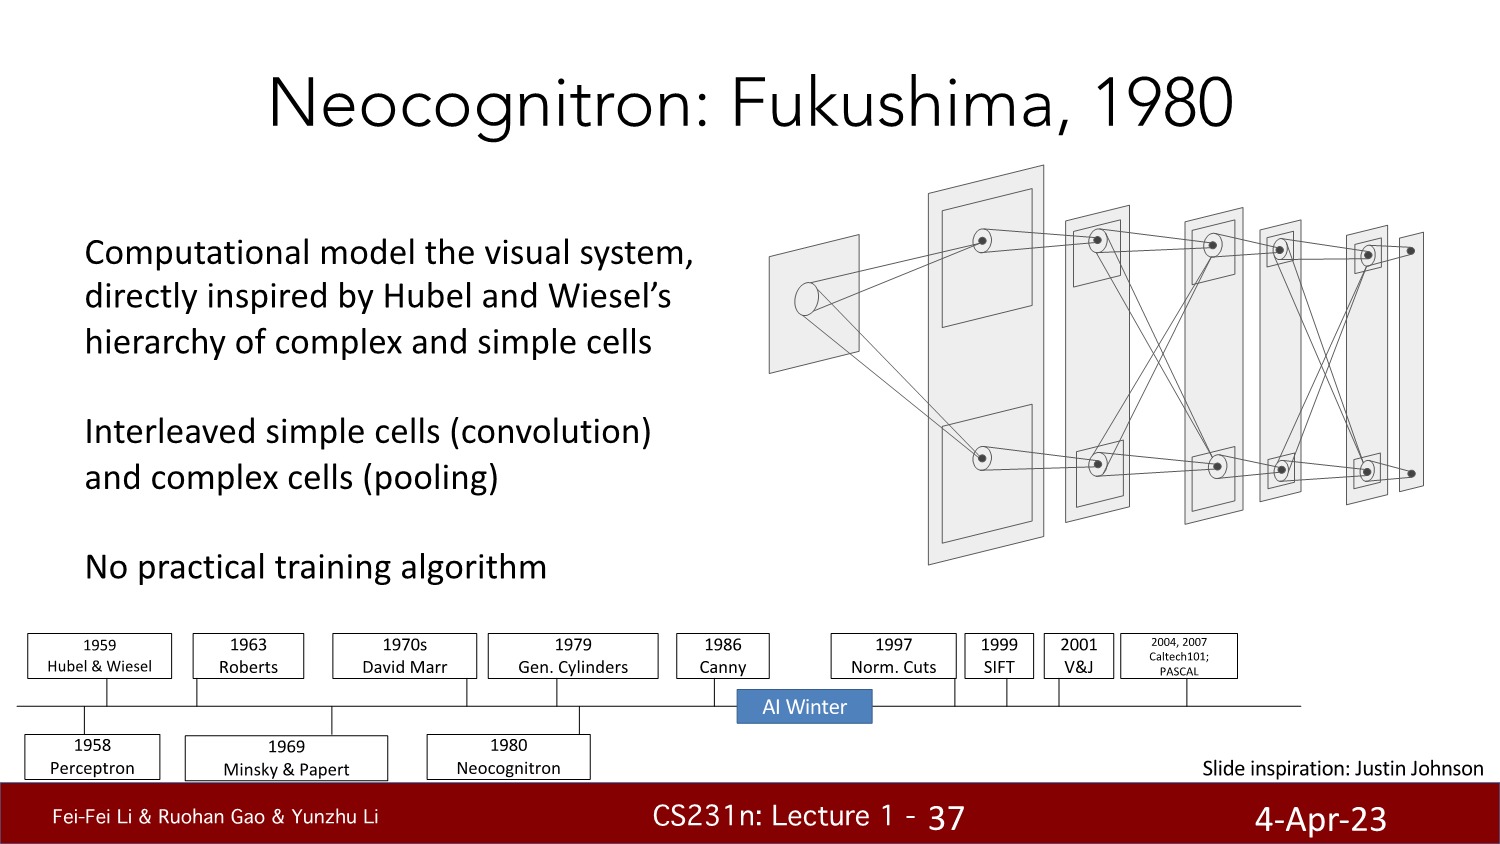 Neocognitron: Fukushima, 1980
Computational model the visual system,
directly inspired by Hubel and Wiesel's
hierarchy of complex and simple cells
Interleaved simple cells (convolution)
and complex cells (pooling)
No practical training algorithm
1959
Hubel & Wiesel
1963
Roberts
1970s
David Marr
1979
Gen. Cylinders
1986
Canny
1997
Norm. Cuts
1999
SIFT
2001
V&J
2004, 2007
Caltech101;
PASCAL
AI Winter
1958
Perceptron
1969
Minsky & Papert
1980
Neocognitron
Slide inspiration: Justin Johnson
Fei-Fei Li & Ruohan Gao & Yunzhu Li
CS231n: Lecture 1 - 37
4-Apr-23